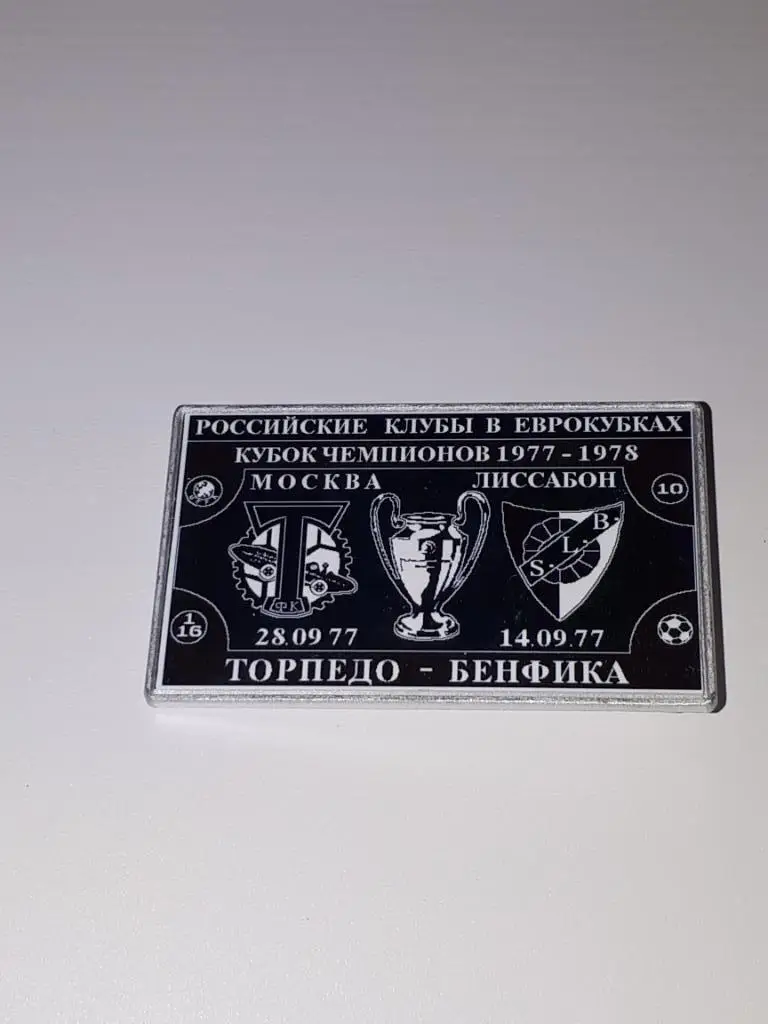 РОССИЙСКИЕ КЛУБЫ В ЕВРОКУБКАХ
КУБОК ЧЕМПИОНОВ 1977 - 1978
МОСКВА ЛИССАБОН
10
Т
ФК
S. L. B.
1
16
28.09 77 14.09.77
ТОРПЕДО - БЕНФИКА